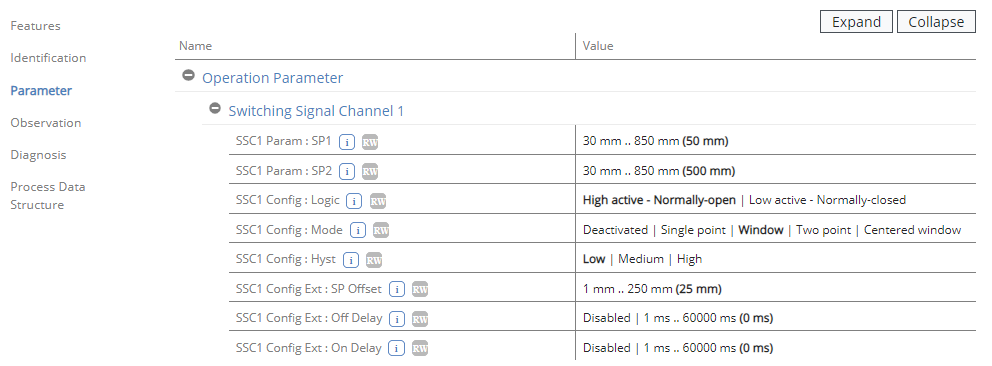 Expand Collapse
Features
Identification
Parameter
Observation
Diagnosis
Process Data
Structure
Name Value
Operation Parameter
Switching Signal Channel 1
SSC1 Param : SP1 i RW 30 mm .. 850 mm (50 mm)
SSC1 Param : SP2 i RW 30 mm .. 850 mm (500 mm)
SSC1 Config : Logic i RW High active - Normally-open | Low active - Normally-closed
SSC1 Config : Mode i RW Deactivated | Single point | Window | Two point | Centered window
SSC1 Config : Hyst i RW Low | Medium | High
SSC1 Config Ext : SP Offset i RW 1 mm .. 250 mm (25 mm)
SSC1 Config Ext : Off Delay i RW Disabled | 1 ms .. 60000 ms (0 ms)
SSC1 Config Ext : On Delay i RW Disabled | 1 ms .. 60000 ms (0 ms)